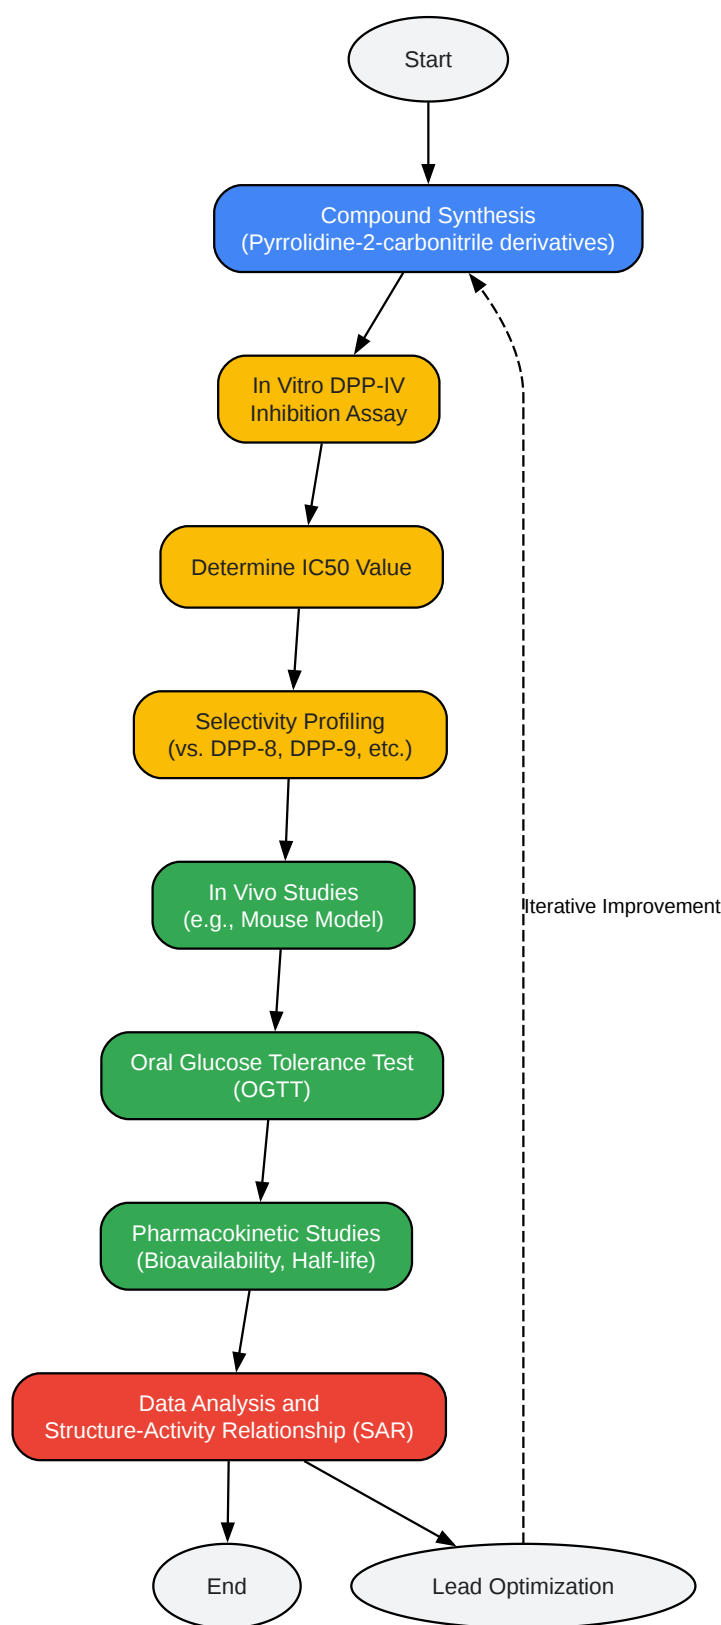 Start
Compound Synthesis
(Pyrrolidine-2-carbonitrile derivatives)
In Vitro DPP-IV
Inhibition Assay
Determine IC50 Value
Selectivity Profiling
(vs. DPP-8, DPP-9, etc.)
In Vivo Studies
(e.g., Mouse Model)
Iterative Improvement
Oral Glucose Tolerance Test
(OGTT)
Pharmacokinetic Studies
(Bioavailability, Half-life)
Data Analysis and
Structure-Activity Relationship (SAR)
End
Lead Optimization